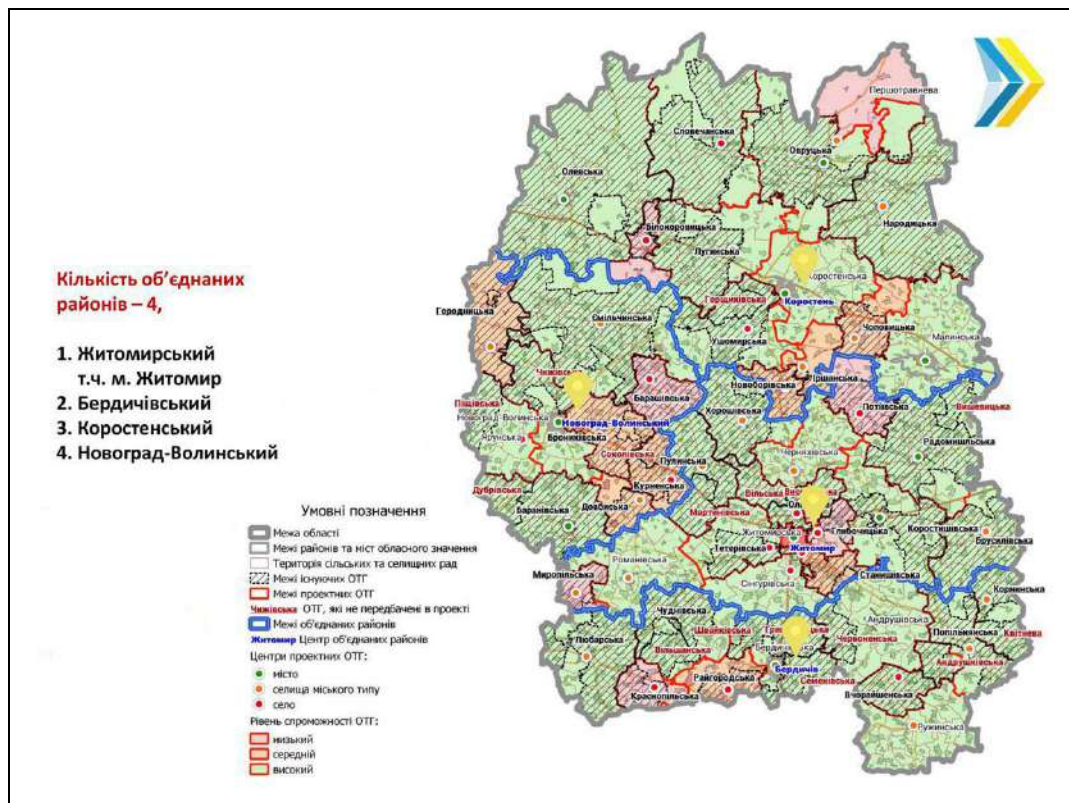 Кількість об'єднаних
районів – 4,
1. Житомирський
т.ч. м. Житомир
2. Бердичівський
3. Коростенський
4. Новоград-Волинський
Умовні позначення
Межа області
Межі районів та міст обласного значення
Територія сільських та селищних рад
Межі існуючих ОТГ
Межі проектних ОТГ
Чижівська ОТГ, які не передбачені в проекті
Межі об'єднаних районів
Житомир Центр об'єднаних районів
Центри проектних ОТГ:
місто
селища міського типу
село
Рівень спроможності ОТГ:
низький
середній
високий
Першотравнева
Словечанська
Овруцька
Олевська
Народицька
Білокоровицька
Лугинська
Коростенська
Горщиківська
Коростень
Городницька
Ємільчинська
Ушомирська
Чоповицька
Малинська
Чижівська
Барашівська
Новоборівська
Іршанська
Хорошівська
Потіївська
Вишевицька
Піщівська
Новоград-Волинська
Новоград-Волинський
Ярунська
Брониківська
Соколівська
Пулинська
Черняхівська
Радомишльська
Дубрівська
Курненська
Довбиська
Баранівська
Вільська
Мартинівська
Житомирська
Глибочицька
Коростишівська
Брусилівська
Тетерівська
Житомир
Романівська
Станишівська
Миропільська
Сінгурівська
Корнинська
Чуднівська
Андрушівська
Любарська
Швайківська
Вільшанська
Червоненська
Попільнянська
Квітнева
Бердичів
Андрушківська
Райгородська
Семенівська
Краснопільська
Вчорайшенська
Ружинська